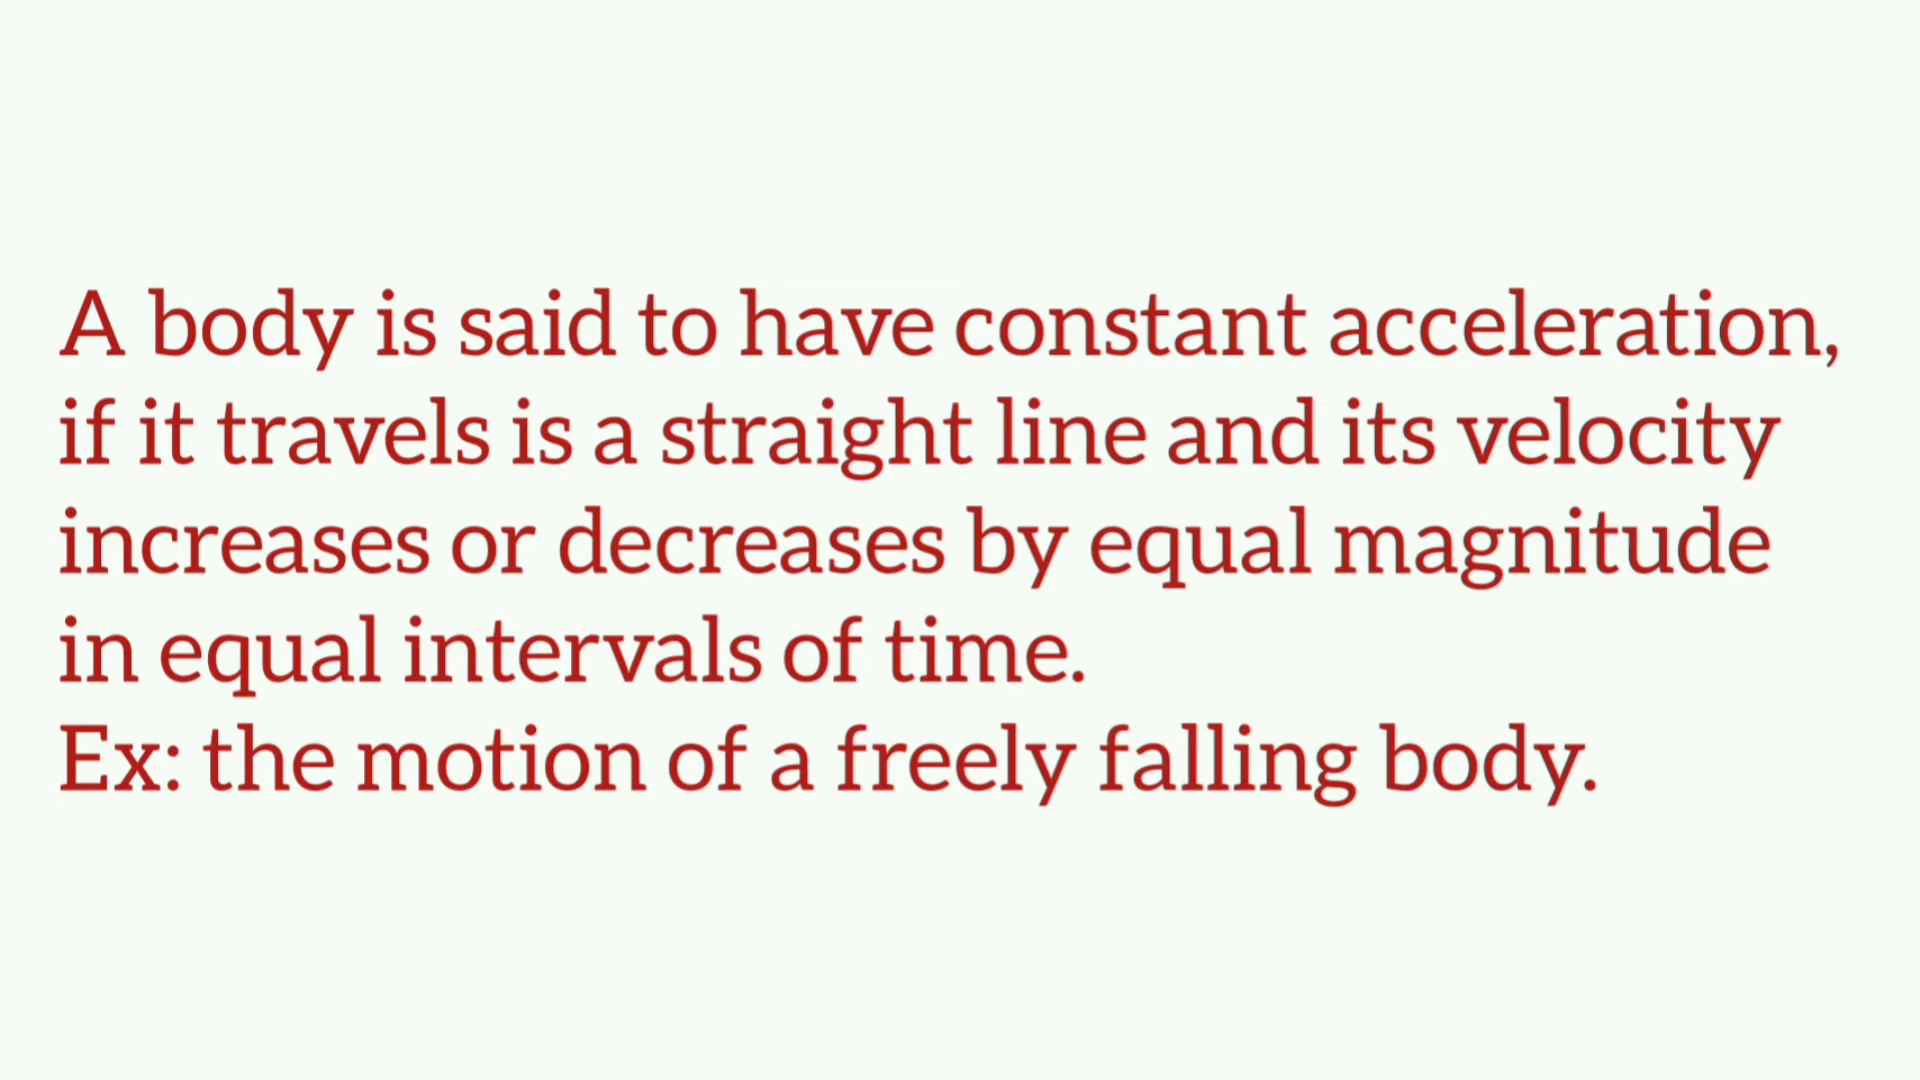 A body is said to have constant acceleration,
if it travels is a straight line and its velocity
increases or decreases by equal magnitude
in equal intervals of time.
Ex: the motion of a freely falling body.